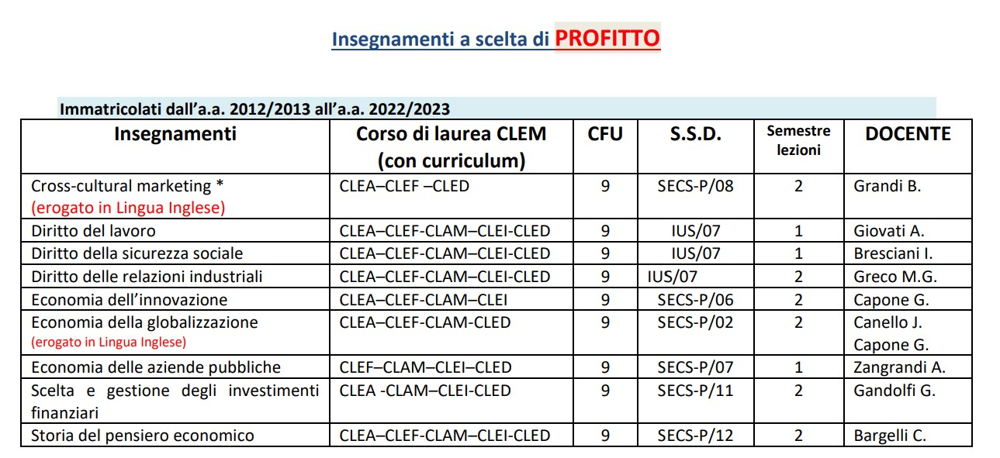 Insegnamenti a scelta di PROFITTO
Immatricolati dall'a.a. 2012/2013 all'a.a. 2022/2023
Insegnamenti Corso di laurea CLEM (con curriculum) CFU S.S.D. Semestre lezioni DOCENTE
Cross-cultural marketing * CLEA–CLEF –CLED 9 SECS-P/08 2 Grandi B.
(erogato in Lingua Inglese)
Diritto del lavoro CLEA–CLEF-CLAM–CLEI-CLED 9 IUS/07 1 Giovati A.
Diritto della sicurezza sociale CLEA–CLEF-CLAM–CLEI-CLED 9 IUS/07 1 Bresciani I.
Diritto delle relazioni industriali CLEA–CLEF-CLAM–CLEI-CLED 9 IUS/07 2 Greco M.G.
Economia dell'innovazione CLEA–CLEF-CLAM–CLEI 9 SECS-P/06 2 Capone G.
Economia della globalizzazione CLEA–CLEF-CLAM-CLED 9 SECS-P/02 2 Canello J.
(erogato in Lingua Inglese) Capone G.
Economia delle aziende pubbliche CLEF–CLAM–CLEI–CLED 9 SECS-P/07 1 Zangrandi A.
Scelta e gestione degli investimenti CLEA -CLAM–CLEI-CLED 9 SECS-P/11 2 Gandolfi G.
finanziari
Storia del pensiero economico CLEA–CLEF-CLAM–CLEI-CLED 9 SECS-P/12 2 Bargelli C.